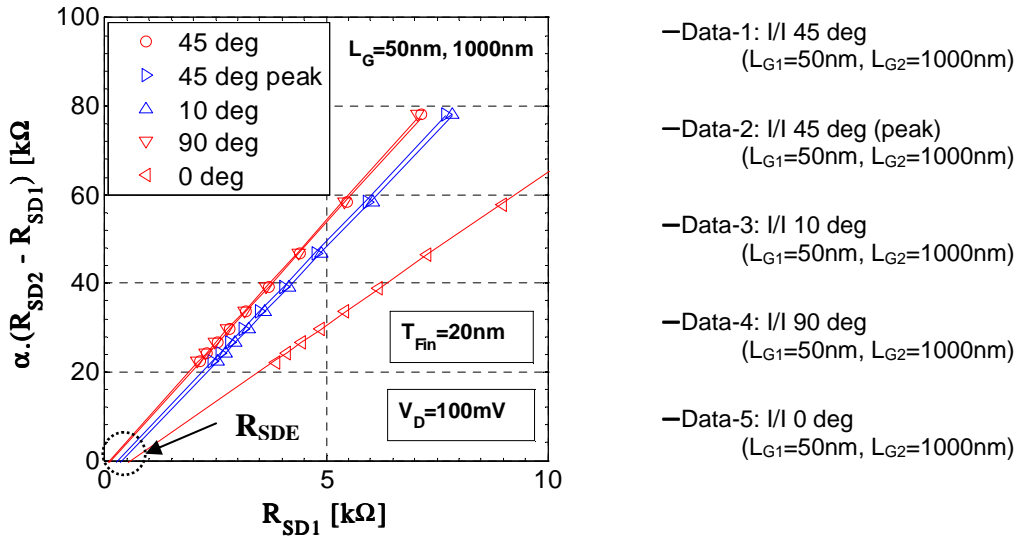 45 deg
45 deg peak
10 deg
90 deg
0 deg
L_G=50nm, 1000nm
α.(R_SD2 - R_SD1) [kΩ
80
60
40
20
0
T_Fin=20nm
V_D=100mV
R_SDE
0
5
10
R_SD1 [kΩ]
–Data-1: I/I 45 deg
(L_G1=50nm, L_G2=1000nm)
–Data-2: I/I 45 deg (peak)
(L_G1=50nm, L_G2=1000nm)
–Data-3: I/I 10 deg
(L_G1=50nm, L_G2=1000nm)
–Data-4: I/I 90 deg
(L_G1=50nm, L_G2=1000nm)
–Data-5: I/I 0 deg
(L_G1=50nm, L_G2=1000nm)